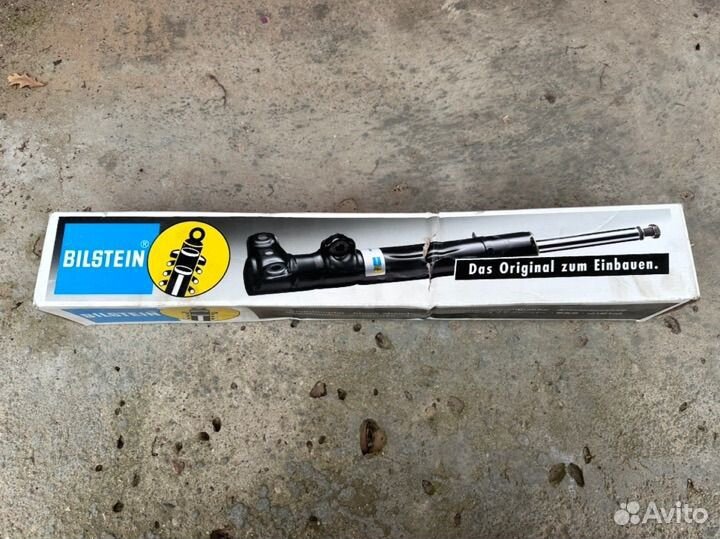 BILSTEIN®
Das Original zum Einbauen.
BILSTEIN
Avito